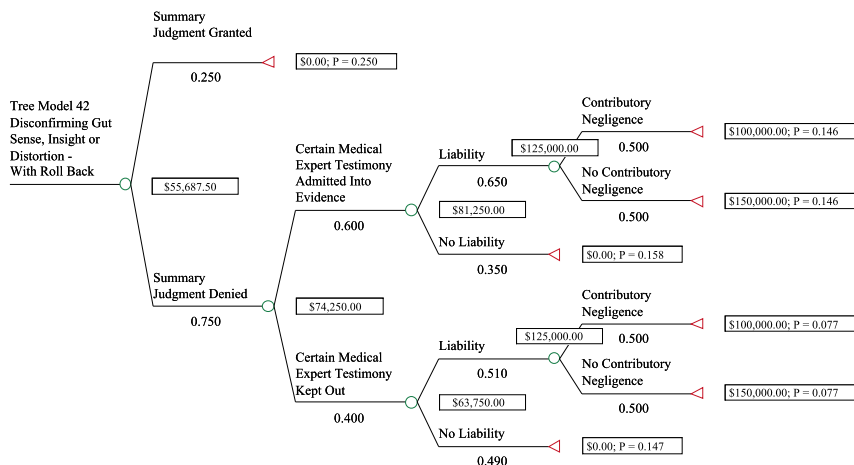 Summary
Judgment Granted
$0.00; P = 0.250
0.250
Tree Model 42
Disconfirming Gut
Sense, Insight or
Distortion -
With Roll Back
$55,687.50
Summary
Judgment Denied
0.750
$74,250.00
Certain Medical
Expert Testimony
Admitted Into
Evidence
0.600
Liability
0.650
$81,250.00
No Liability
0.350
$0.00; P = 0.158
$125,000.00
Contributory
Negligence
0.500
$100,000.00; P = 0.146
No Contributory
Negligence
0.500
$150,000.00; P = 0.146
Certain Medical
Expert Testimony
Kept Out
0.400
Liability
0.510
$63,750.00
No Liability
0.490
$0.00; P = 0.147
$125,000.00
Contributory
Negligence
0.500
$100,000.00; P = 0.077
No Contributory
Negligence
0.500
$150,000.00; P = 0.077